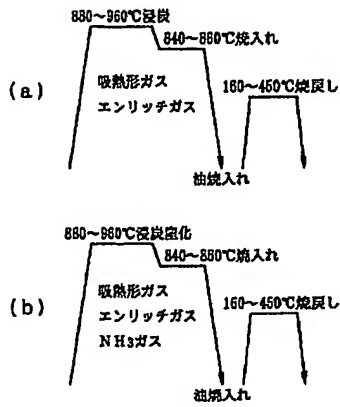 880~960℃浸炭
840~860℃焼入れ
(a)
吸熱形ガス
エンリッチガス
160~450℃焼戻し
油焼入れ
880~960℃浸炭窒化
840~860℃焼入れ
(b)
吸熱形ガス
エンリッチガス
NH3ガス
160~450℃焼戻し
油焼入れ